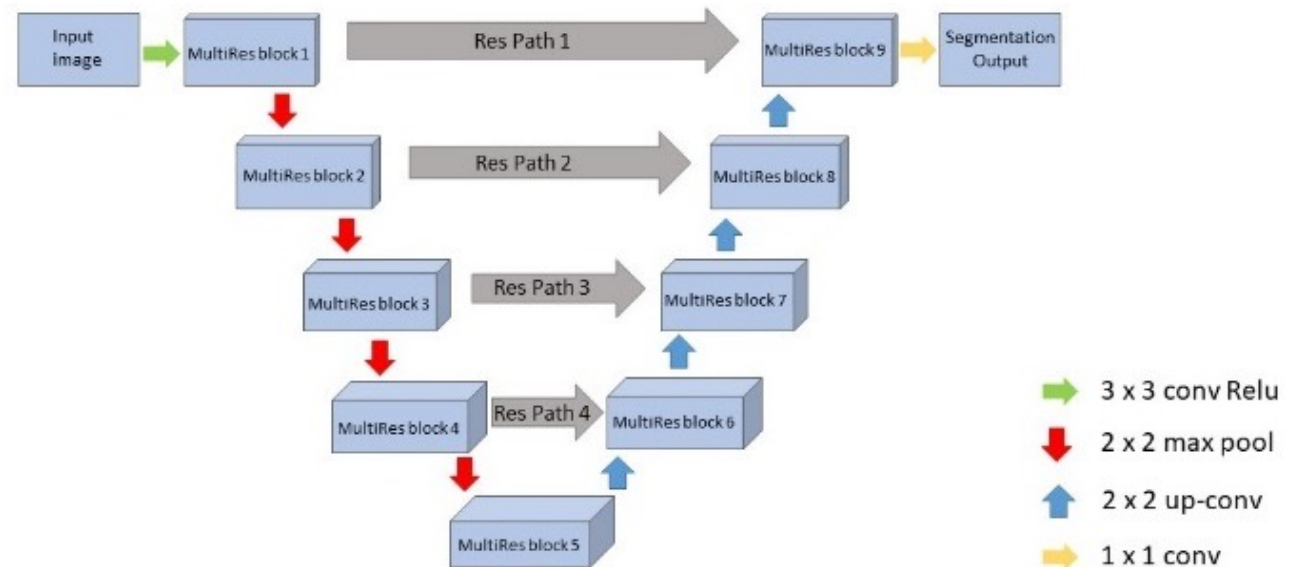 Input
image
MultiRes block 1
Res Path 1
MultiRes block 9
Segmentation
Output
MultiRes block 2
Res Path 2
MultiRes block 8
MultiRes block 3
Res Path 3
MultiRes block 7
MultiRes block 4
Res Path 4
MultiRes block 6
MultiRes block 5
3 x 3 conv Relu
2 x 2 max pool
2 x 2 up-conv
1 x 1 conv